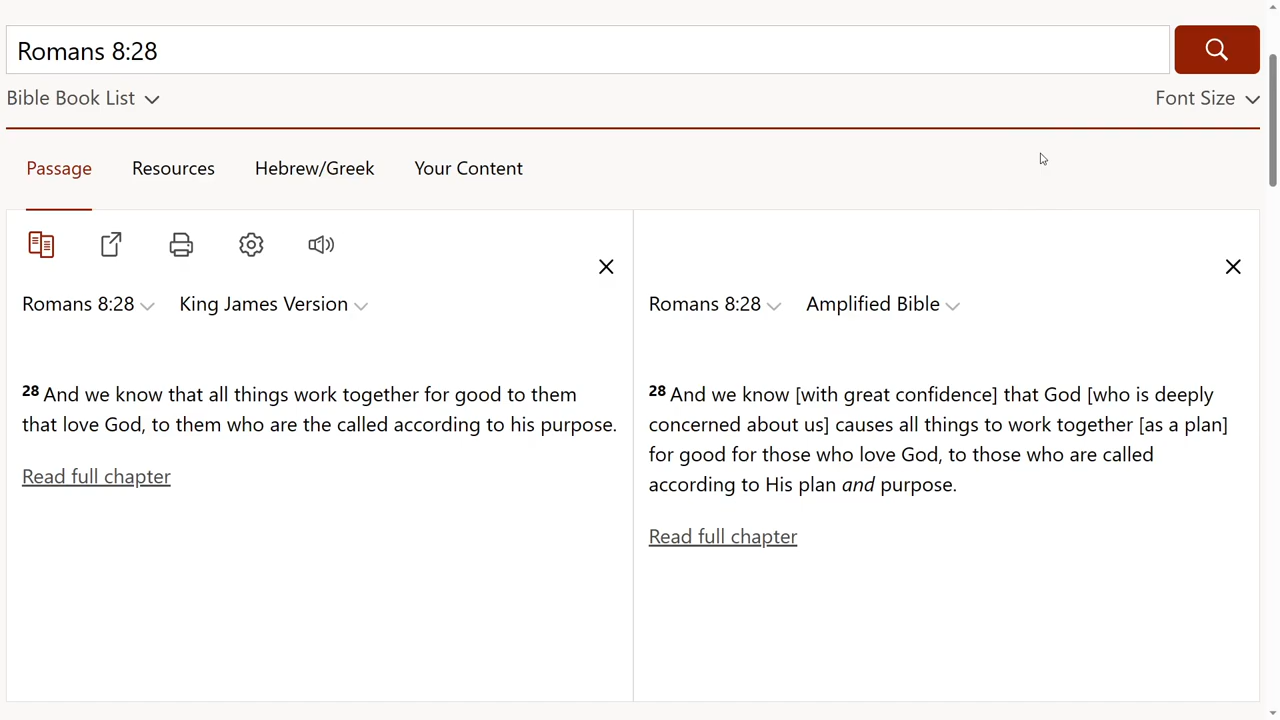 Romans 8:28
Bible Book List
Font Size
Passage
Resources
Hebrew/Greek
Your Content
Romans 8:28
King James Version
28 And we know that all things work together for good to them
that love God, to them who are the called according to his purpose.
Read full chapter
Romans 8:28
Amplified Bible
28 And we know [with great confidence] that God [who is deeply
concerned about us] causes all things to work together [as a plan]
for good for those who love God, to those who are called
according to His plan and purpose.
Read full chapter